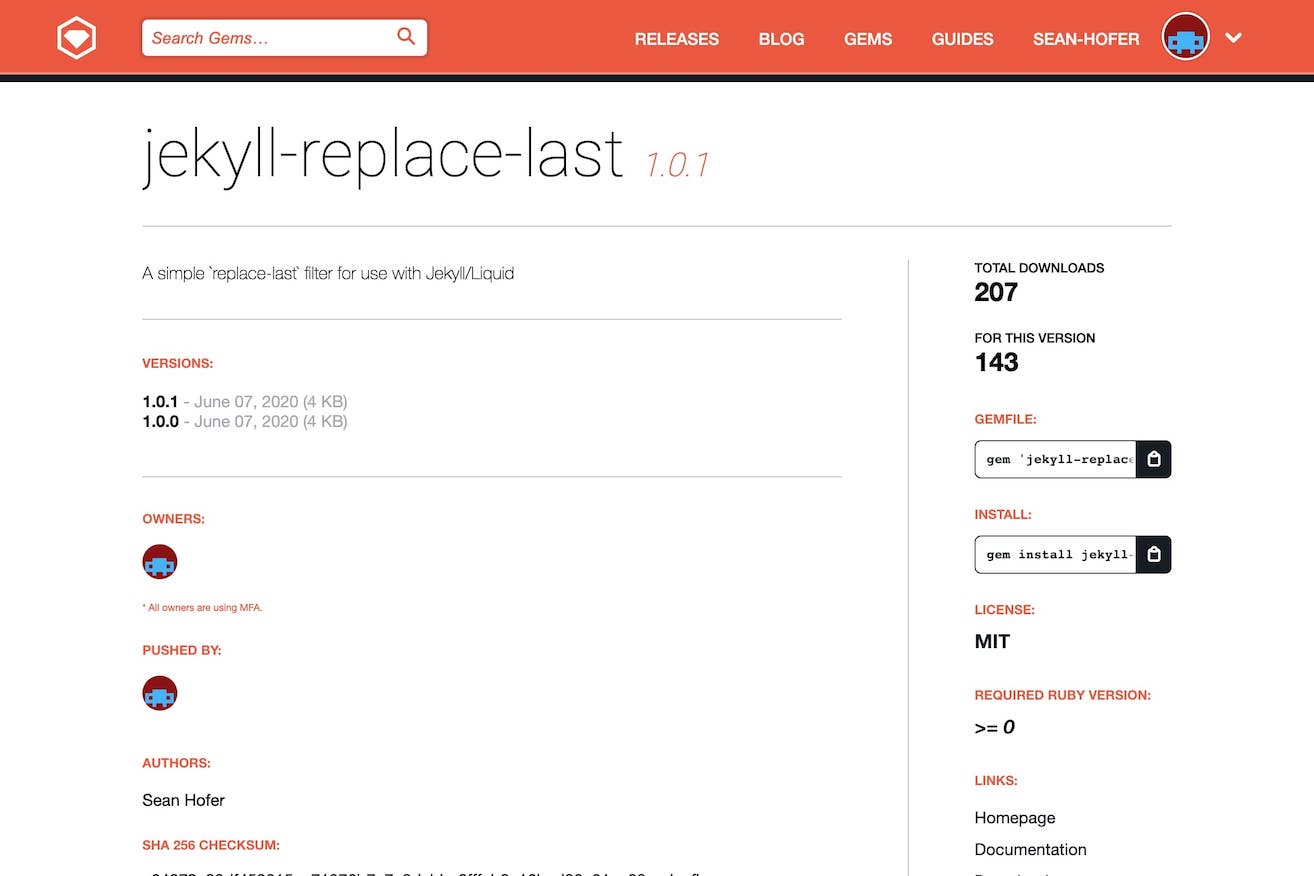 Search Gems…
RELEASES
BLOG
GEMS
GUIDES
SEAN-HOFER
jekyll-replace-last 1.0.1
A simple `replace-last` filter for use with Jekyll/Liquid
VERSIONS:
1.0.1 - June 07, 2020 (4 KB)
1.0.0 - June 07, 2020 (4 KB)
OWNERS:
* All owners are using MFA.
PUSHED BY:
AUTHORS:
Sean Hofer
SHA 256 CHECKSUM:
TOTAL DOWNLOADS
207
FOR THIS VERSION
143
GEMFILE:
gem 'jekyll-replace
INSTALL:
gem install jekyll-
LICENSE:
MIT
REQUIRED RUBY VERSION:
>= 0
LINKS:
Homepage
Documentation